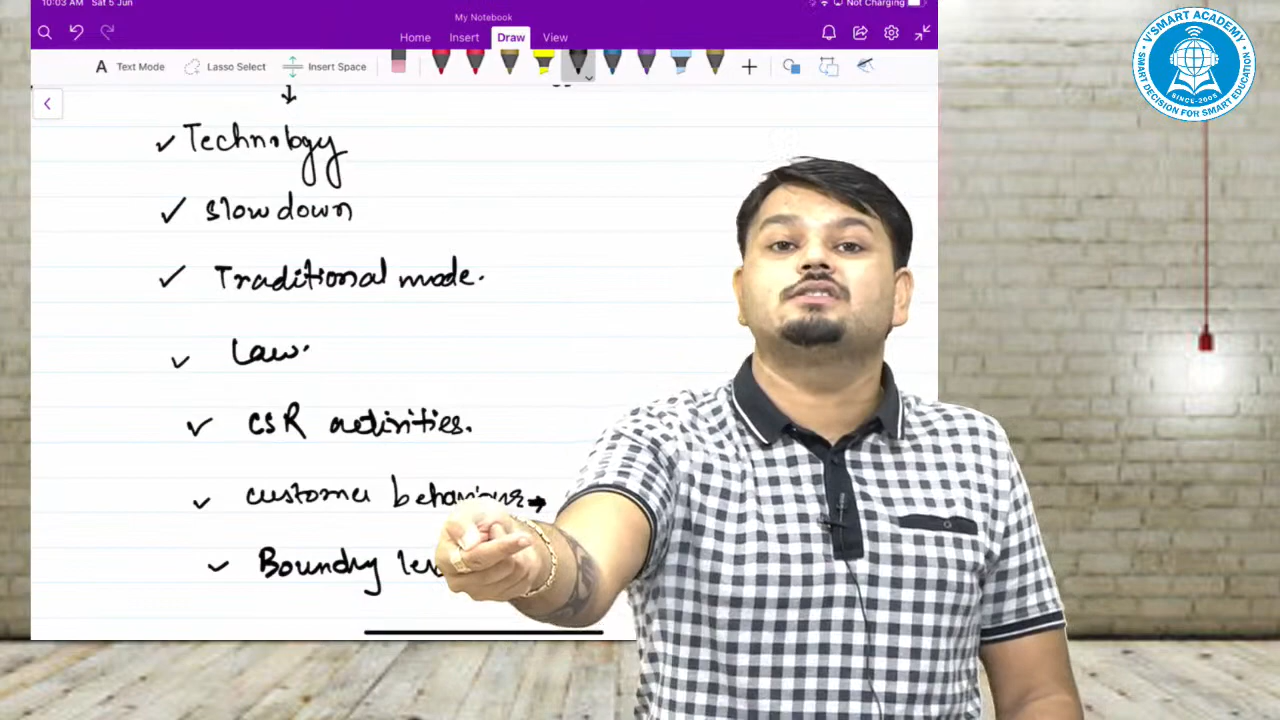 10:03 AM Sat 5 Jun
Not Charging
My Notebook
Home Insert Draw View
Text Mode Lasso Select Insert Space
Technology
slowdown
Traditional mode.
Law.
CSR activities.
customer behaviour
Boundry
V'SMART ACADEMY
SINCE-2005
SMART DECISION FOR SMART EDUCATION